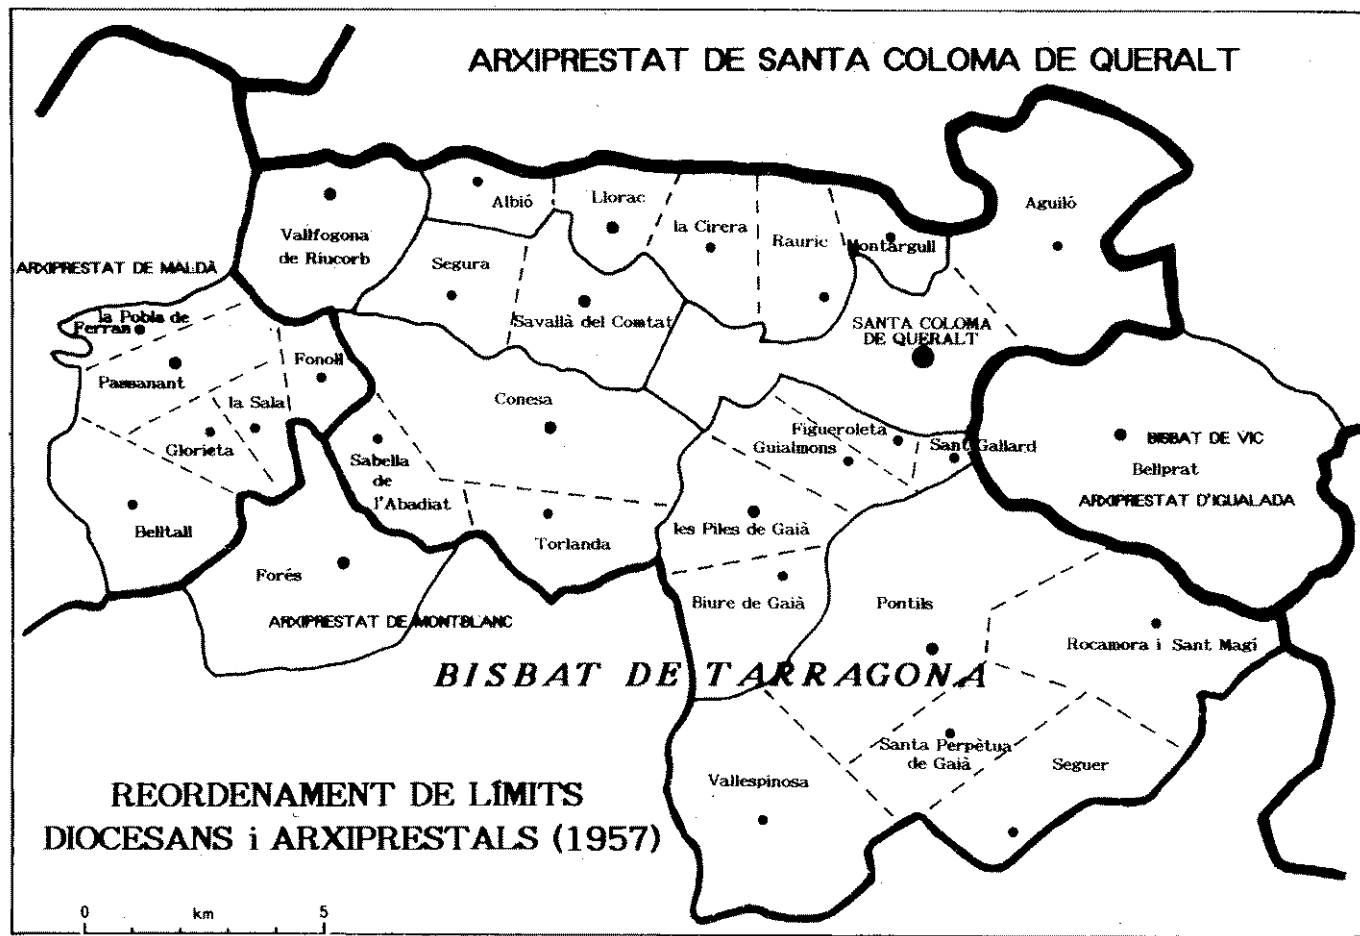 ARXIPRESTAT DE SANTA COLOMA DE QUERALT
Aguiló
Albió
Llorac
la Cirera
Rauric
Montargull
Vallfogona
de Riucorb
Segura
ARXIPRESTAT DE MALDÀ
la Pobla de
Ferran
Savallà del Comtat
SANTA COLOMA
DE QUERALT
Passanant
Fonoll
la Sala
Conesa
Glorieta
Figueroleta
Guialmons
Sant Gallard
BISBAT DE VIC
Bellprat
ARXIPRESTAT D'IGUALADA
Sabella
de
l'Abadiat
Belltall
les Piles de Gaià
Torlanda
Forés
Biure de Gaià
Pontils
ARXIPRESTAT DE MONTBLANC
Rocamora i Sant Magí
BISBAT DE TARRAGONA
Santa Perpètua
de Gaià
Seguer
Vallespinosa
REORDENAMENT DE LÍMITS
DIOCESANS i ARXIPRESTALS (1957)
0 km 5